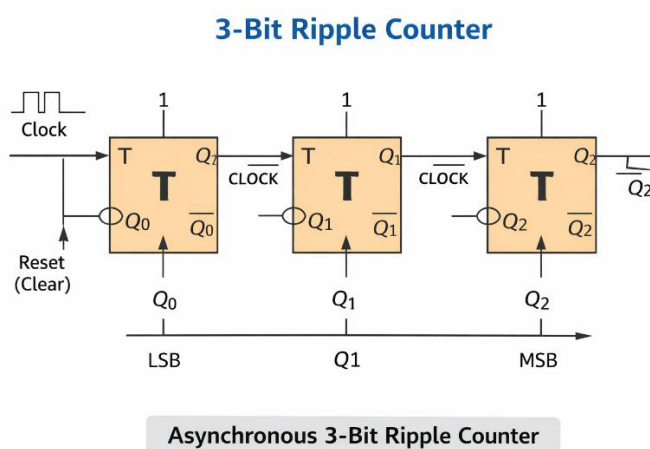 3-Bit Ripple Counter
1 1 1
Clock
T Q₂ T Q₁ T Q₂
T T T
CLOCK CLOCK
Q₂
Q₀ Q₀ Q₁ Q₁ Q₂ Q₂
Reset
(Clear)
Q₀ Q₁ Q₂
LSB Q1 MSB
Asynchronous 3-Bit Ripple Counter